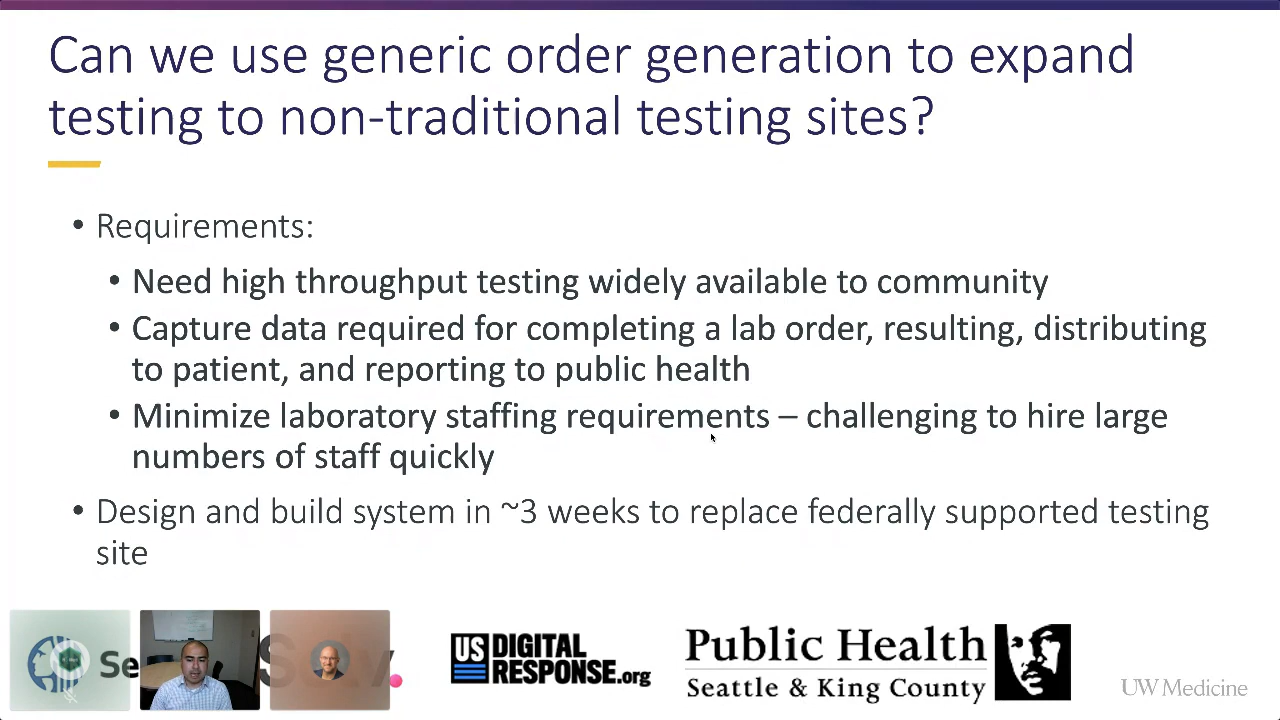 Can we use generic order generation to expand
testing to non-traditional testing sites?
• Requirements:
• Need high throughput testing widely available to community
• Capture data required for completing a lab order, resulting, distributing
to patient, and reporting to public health
• Minimize laboratory staffing requirements – challenging to hire large
numbers of staff quickly
• Design and build system in ~3 weeks to replace federally supported testing
site
US DIGITAL
RESPONSE.org
Public Health
Seattle & King County
UW Medicine